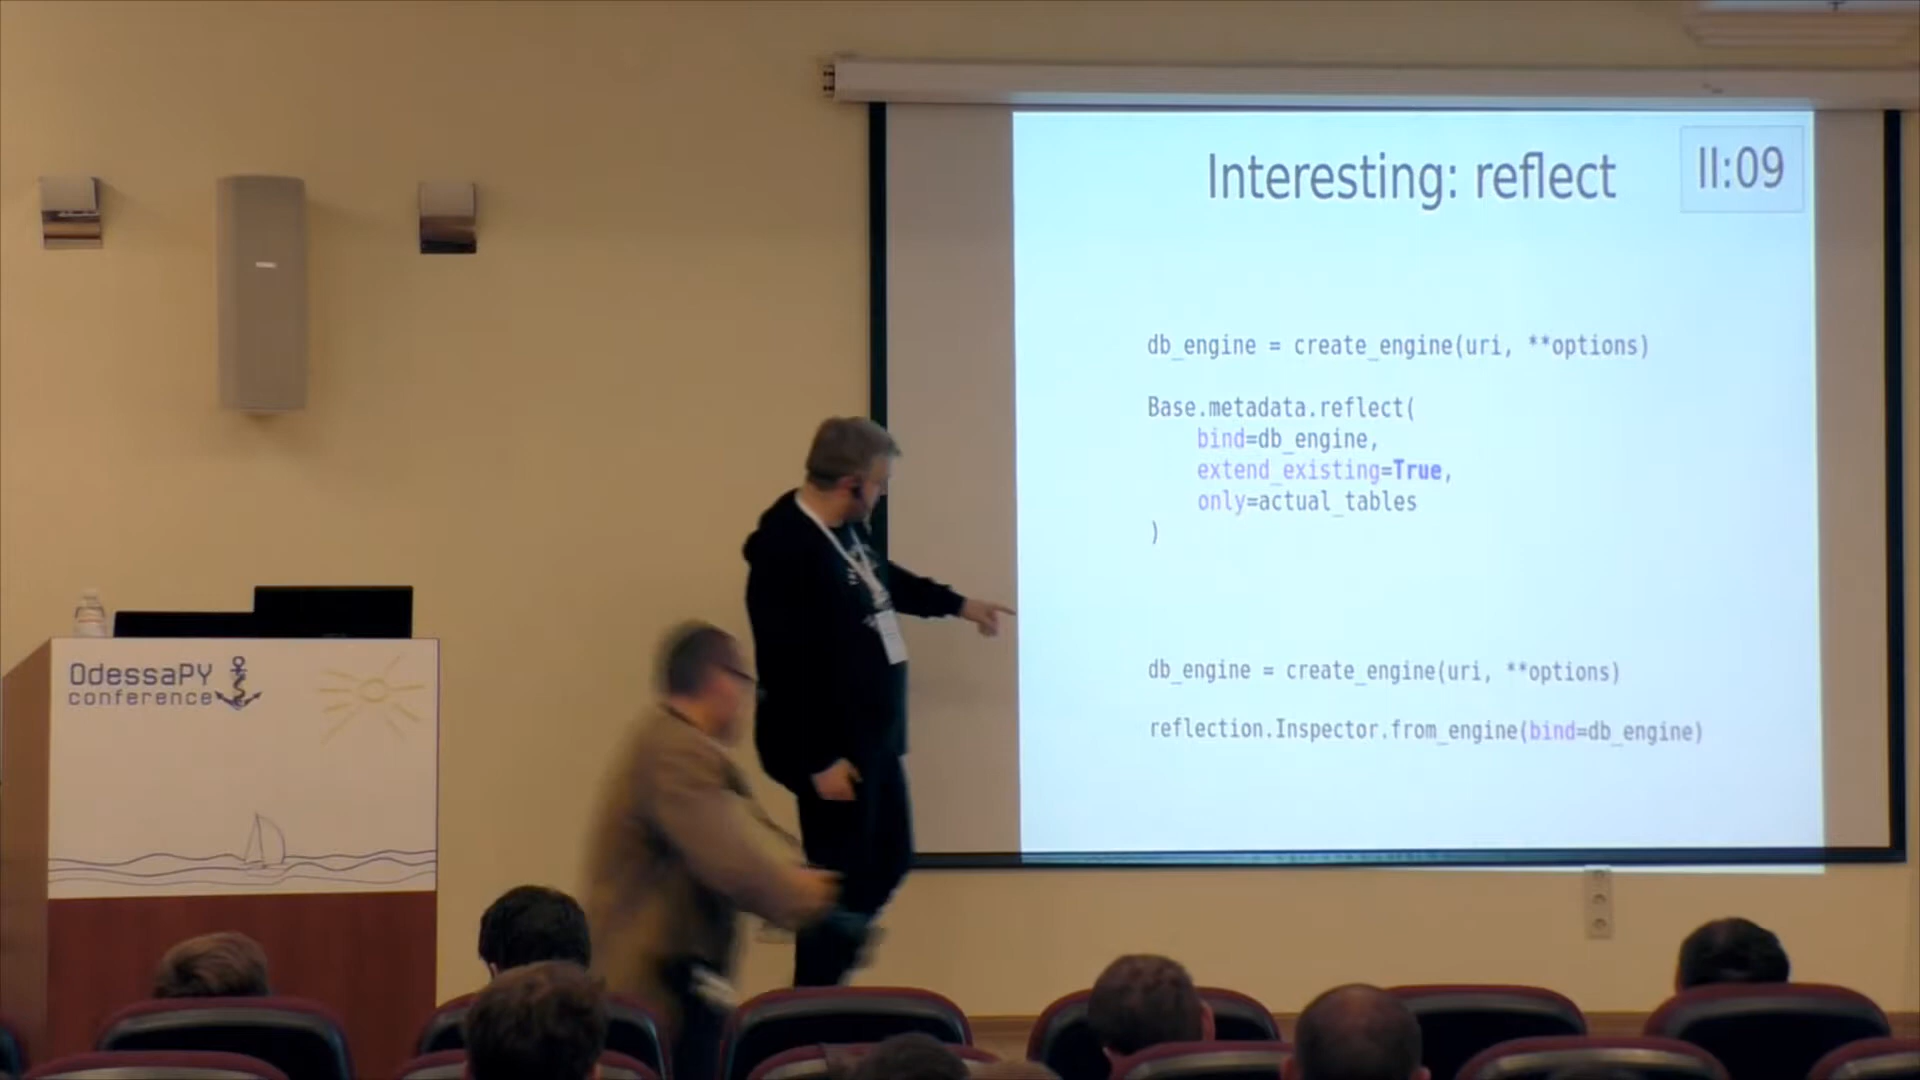 Interesting: reflect
II:09
db_engine = create_engine(uri, **options)
Base.metadata.reflect(
bind=db_engine,
extend_existing=True,
only=actual_tables
)
db_engine = create_engine(uri, **options)
reflection.Inspector.from_engine(bind=db_engine)
OdessaPY
conference